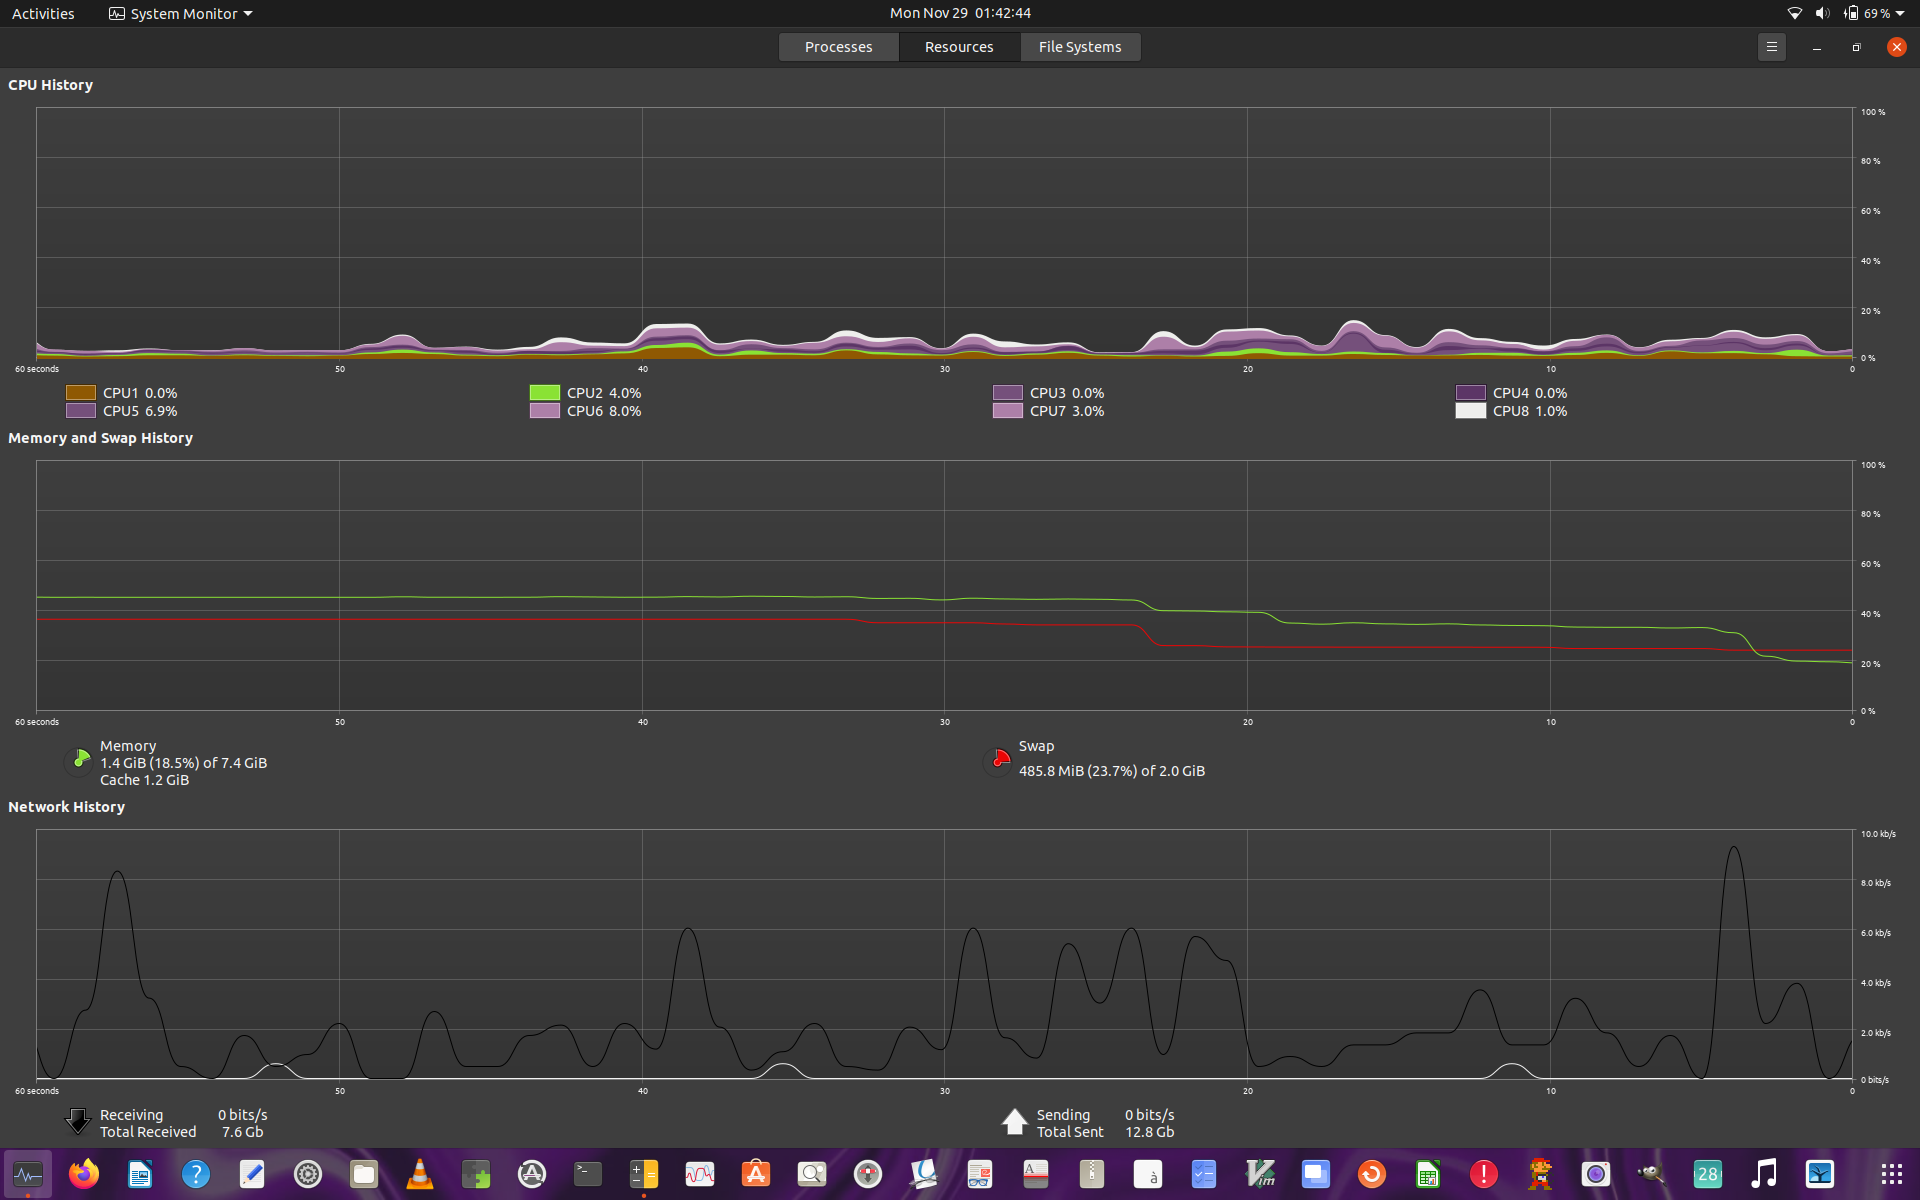 Activities System Monitor Mon Nov 29 01:42:44 69 %
Processes Resources File Systems
CPU History
100 %
80 %
60 %
40 %
20 %
0 %
60 seconds 50 40 30 20 10 0
CPU1 0.0% CPU2 4.0% CPU3 0.0% CPU4 0.0%
CPU5 6.9% CPU6 8.0% CPU7 3.0% CPU8 1.0%
Memory and Swap History
100 %
80 %
60 %
40 %
20 %
0 %
60 seconds 50 40 30 20 10 0
Memory
1.4 GiB (18.5%) of 7.4 GiB
Cache 1.2 GiB
Swap
485.8 MiB (23.7%) of 2.0 GiB
Network History
10.0 kb/s
8.0 kb/s
6.0 kb/s
4.0 kb/s
2.0 kb/s
0 bits/s
60 seconds 50 40 30 20 10 0
Receiving 0 bits/s
Total Received 7.6 Gb
Sending 0 bits/s
Total Sent 12.8 Gb
? >_ A à Vim ! 28